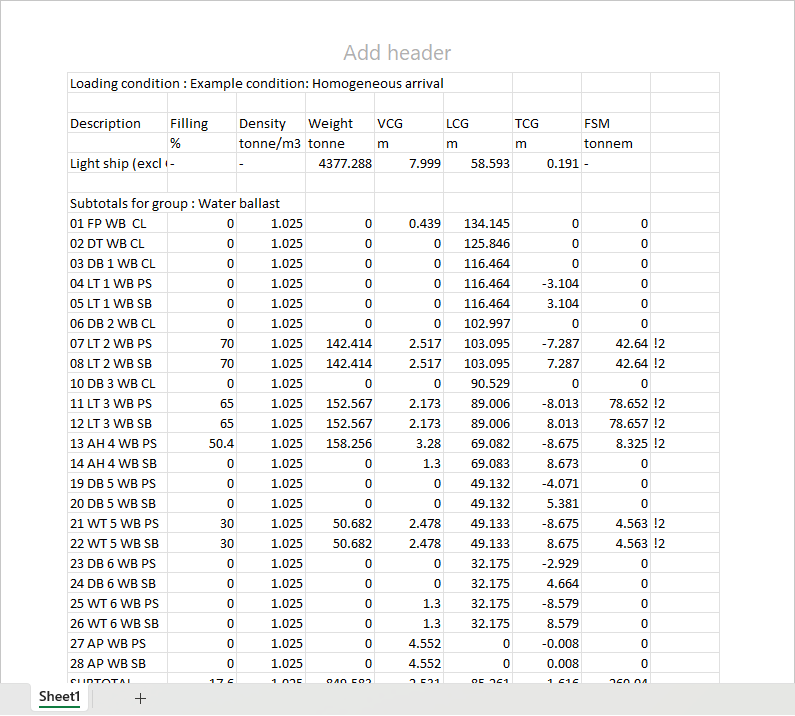 Add header
Loading condition : Example condition: Homogeneous arrival
Description Filling Density Weight VCG LCG TCG FSM
% tonne/m3 tonne m m m tonnem
Light ship (excl - - 4377.288 7.999 58.593 0.191 -
Subtotals for group : Water ballast
01 FP WB CL 0 1.025 0 0.439 134.145 0 0
02 DT WB CL 0 1.025 0 0 125.846 0 0
03 DB 1 WB CL 0 1.025 0 0 116.464 0 0
04 LT 1 WB PS 0 1.025 0 0 116.464 -3.104 0
05 LT 1 WB SB 0 1.025 0 0 116.464 3.104 0
06 DB 2 WB CL 0 1.025 0 0 102.997 0 0
07 LT 2 WB PS 70 1.025 142.414 2.517 103.095 -7.287 42.64 !2
08 LT 2 WB SB 70 1.025 142.414 2.517 103.095 7.287 42.64 !2
10 DB 3 WB CL 0 1.025 0 0 90.529 0 0
11 LT 3 WB PS 65 1.025 152.567 2.173 89.006 -8.013 78.652 !2
12 LT 3 WB SB 65 1.025 152.567 2.173 89.006 8.013 78.657 !2
13 AH 4 WB PS 50.4 1.025 158.256 3.28 69.082 -8.675 8.325 !2
14 AH 4 WB SB 0 1.025 0 1.3 69.083 8.673 0
19 DB 5 WB PS 0 1.025 0 0 49.132 -4.071 0
20 DB 5 WB SB 0 1.025 0 0 49.132 5.381 0
21 WT 5 WB PS 30 1.025 50.682 2.478 49.133 -8.675 4.563 !2
22 WT 5 WB SB 30 1.025 50.682 2.478 49.133 8.675 4.563 !2
23 DB 6 WB PS 0 1.025 0 0 32.175 -2.929 0
24 DB 6 WB SB 0 1.025 0 0 32.175 4.664 0
25 WT 6 WB PS 0 1.025 0 1.3 32.175 -8.579 0
26 WT 6 WB SB 0 1.025 0 1.3 32.175 8.579 0
27 AP WB PS 0 1.025 0 4.552 0 -0.008 0
28 AP WB SB 0 1.025 0 4.552 0 0.008 0
SUBTOTAL 17.6 1.025 849.583 2.531 85.261 -1.616 260.04
Sheet1 +